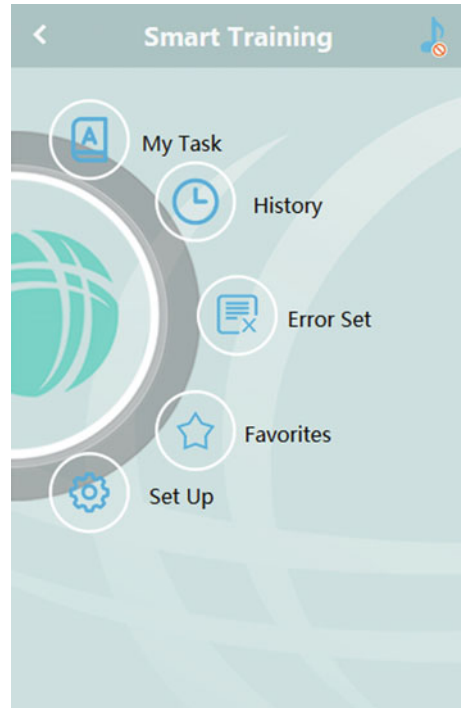 Smart Training
My Task
History
Error Set
Favorites
Set Up